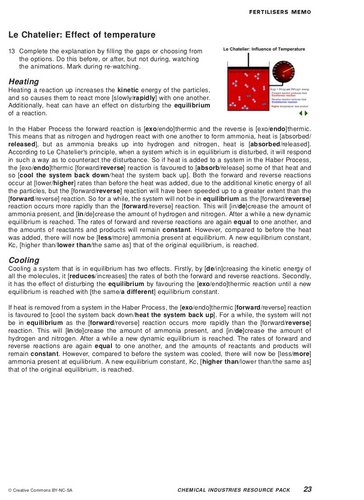 FERTILISERS MEMO
Le Chatelier: Effect of temperature
13 Complete the explanation by filling the gaps or choosing from
the options. Do this before, or after, but not during, watching
the animations. Mark during re-watching.
Le Chatelier: Influence of Temperature
Heating
Heating a reaction up increases the kinetic energy of the particles,
and so causes them to react more [slowly/rapidly] with one another.
Additionally, heat can have an effect on disturbing the equilibrium
of a reaction.
In the Haber Process the forward reaction is [exo/endo]thermic and the reverse is [exo/endo]thermic.
This means that as nitrogen and hydrogen react with one another to form ammonia, heat is [absorbed/
released], but as ammonia breaks up into hydrogen and nitrogen, heat is [absorbed/released].
According to Le Chatelier's principle, when a system which is in equilibrium is disturbed, it will respond
in such a way as to counteract the disturbance. So if heat is added to a system in the Haber Process,
the [exo/endo]thermic [forward/reverse] reaction is favoured to [absorb/release] some of that heat and
so [cool the system back down/heat the system back up]. Both the forward and reverse reactions
occur at [lower/higher] rates than before the heat was added, due to the additional kinetic energy of all
the particles, but the [forward/reverse] reaction will have been speeded up to a greater extent than the
[forward/reverse] reaction. So for a while, the system will not be in equilibrium as the [forward/reverse]
reaction occurs more rapidly than the [forward/reverse] reaction. This will [in/de]crease the amount of
ammonia present, and [in/de]crease the amount of hydrogen and nitrogen. After a while a new dynamic
equilibrium is reached. The rates of forward and reverse reactions are again equal to one another, and
the amounts of reactants and products will remain constant. However, compared to before the heat
was added, there will now be [less/more] ammonia present at equilibrium. A new equilibrium constant,
Kc, [higher than/lower than/the same as] that of the original equilibrium, is reached.
Cooling
Cooling a system that is in equilibrium has two effects. Firstly, by [de/in]creasing the kinetic energy of
all the molecules, it [reduces/increases] the rates of both the forward and reverse reactions. Secondly,
it has the effect of disturbing the equilibrium by favouring the [exo/endo]thermic reaction until a new
equilibrium is reached with [the same/a different] equilibrium constant.
If heat is removed from a system in the Haber Process, the [exo/endo]thermic [forward/reverse] reaction
is favoured to [cool the system back down/heat the system back up]. For a while, the system will not
be in equilibrium as the [forward/reverse] reaction occurs more rapidly than the [forward/reverse]
reaction. This will [in/de]crease the amount of ammonia present, and [in/de]crease the amount of
hydrogen and nitrogen. After a while a new dynamic equilibrium is reached. The rates of forward and
reverse reactions are again equal to one another, and the amounts of reactants and products will
remain constant. However, compared to before the system was cooled, there will now be [less/more]
ammonia present at equilibrium. A new equilibrium constant, Kc, [higher than/lower than/the same as]
that of the original equilibrium, is reached.
© Creative Commons BY-NC-SA
CHEMICAL INDUSTRIES RESOURCE PACK 23